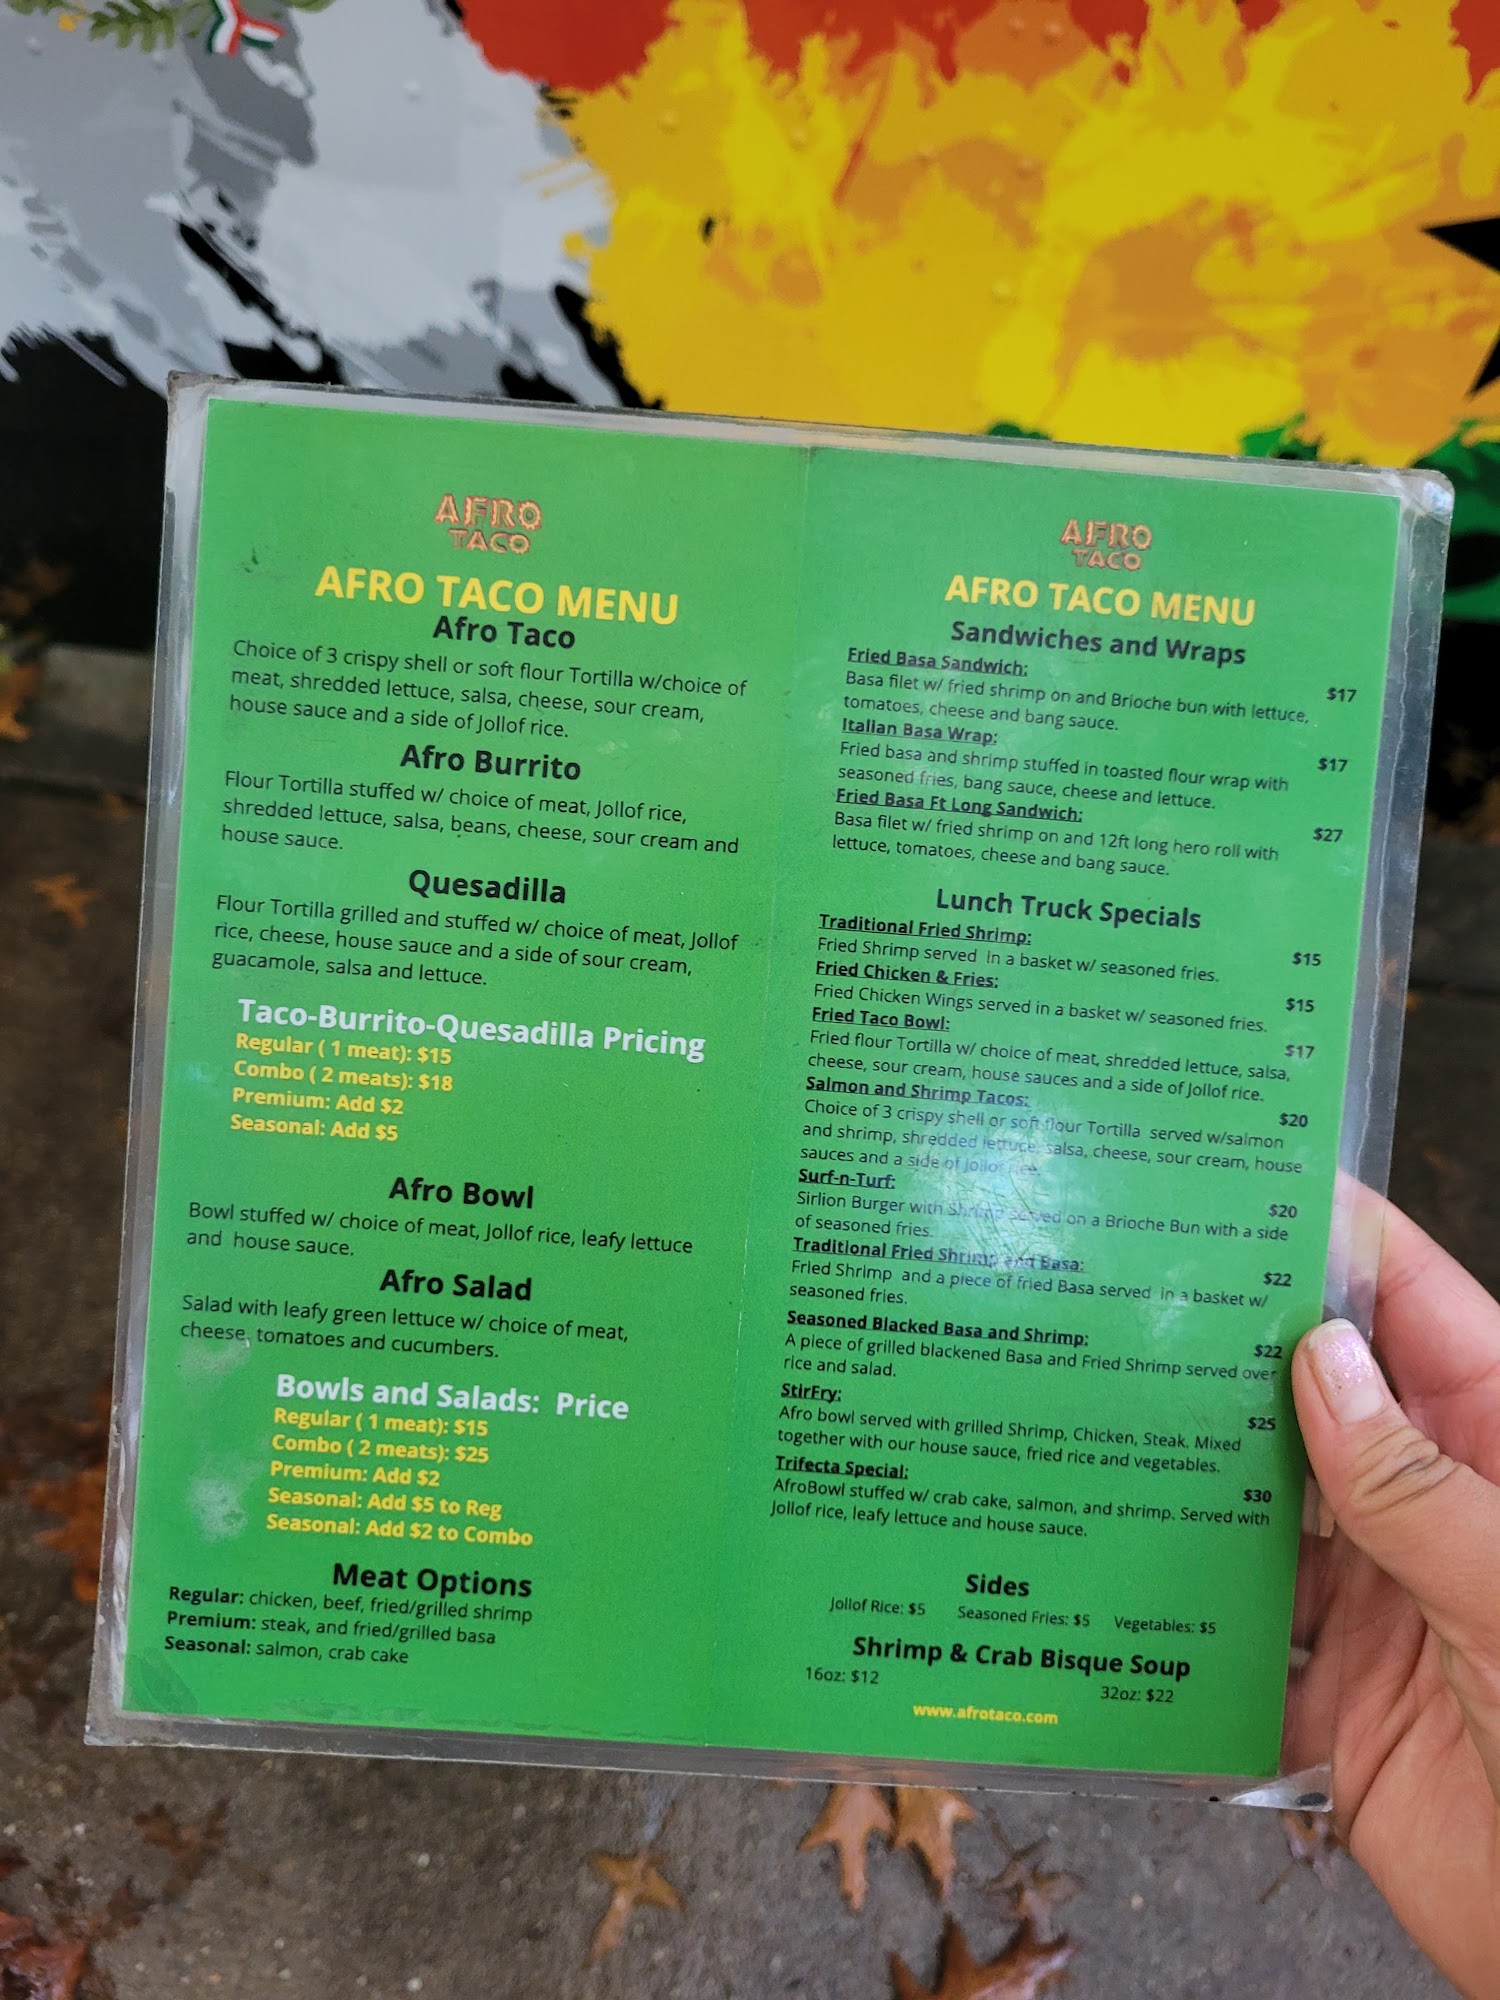 AFRO
TACO
AFRO TACO MENU
Afro Taco
Choice of 3 crispy shell or soft flour Tortilla w/choice of
meat, shredded lettuce, salsa, cheese, sour cream,
house sauce and a side of Jollof rice.
Afro Burrito
Flour Tortilla stuffed w/ choice of meat, Jollof rice,
shredded lettuce, salsa, beans, cheese, sour cream and
house sauce.
Quesadilla
Flour Tortilla grilled and stuffed w/ choice of meat, Jollof
rice, cheese, house sauce and a side of sour cream,
guacamole, salsa and lettuce.
Taco-Burrito-Quesadilla Pricing
Regular ( 1 meat): $15
Combo ( 2 meats): $18
Premium: Add $2
Seasonal: Add $5
Afro Bowl
Bowl stuffed w/ choice of meat, Jollof rice, leafy lettuce
and house sauce.
Afro Salad
Salad with leafy green lettuce w/ choice of meat,
cheese, tomatoes and cucumbers.
Bowls and Salads: Price
Regular ( 1 meat): $15
Combo ( 2 meats): $25
Premium: Add $2
Seasonal: Add $5 to Reg
Seasonal: Add $2 to Combo
Meat Options
Regular: chicken, beef, fried/grilled shrimp
Premium: steak, and fried/grilled basa
Seasonal: salmon, crab cake
AFRO
TACO
AFRO TACO MENU
Sandwiches and Wraps
Fried Basa Sandwich: $17
Basa filet w/ fried shrimp on and Brioche bun with lettuce,
tomatoes, cheese and bang sauce.
Italian Basa Wrap: $17
Fried basa and shrimp stuffed in toasted flour wrap with
seasoned fries, bang sauce, cheese and lettuce.
Fried Basa Ft Long Sandwich: $27
Basa filet w/ fried shrimp on and 12ft long hero roll with
lettuce, tomatoes, cheese and bang sauce.
Lunch Truck Specials
Traditional Fried Shrimp: $15
Fried Shrimp served in a basket w/ seasoned fries.
Fried Chicken & Fries: $15
Fried Chicken Wings served in a basket w/ seasoned fries.
Fried Taco Bowl: $17
Fried flour Tortilla w/ choice of meat, shredded lettuce, salsa,
cheese, sour cream, house sauces and a side of Jollof rice.
Salmon and Shrimp Tacos: $20
Choice of 3 crispy shell or soft flour Tortilla served w/salmon
and shrimp, shredded lettuce, salsa, cheese, sour cream, house
sauces and a side of Jollof rice.
Surf-n-Turf: $20
Sirlion Burger with Shrimp served on a Brioche Bun with a side
of seasoned fries.
Traditional Fried Shrimp and Basa: $22
Fried Shrimp and a piece of fried Basa served in a basket w/
seasoned fries.
Seasoned Blacked Basa and Shrimp: $22
A piece of grilled blackened Basa and Fried Shrimp served over
rice and salad.
StirFry: $25
Afro bowl served with grilled Shrimp, Chicken, Steak. Mixed
together with our house sauce, fried rice and vegetables.
Trifecta Special: $30
AfroBowl stuffed w/ crab cake, salmon, and shrimp. Served with
Jollof rice, leafy lettuce and house sauce.
Sides
Jollof Rice: $5 Seasoned Fries: $5 Vegetables: $5
Shrimp & Crab Bisque Soup
16oz: $12 32oz: $22
www.afrotaco.com